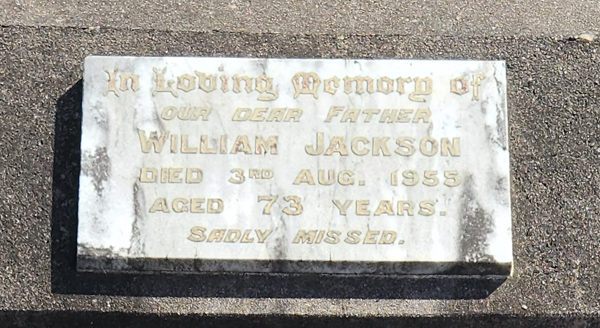 In Loving Memory of
OUR DEAR FATHER
WILLIAM JACKSON
DIED 3RD AUG. 1955
AGED 73 YEARS.
SADLY MISSED.